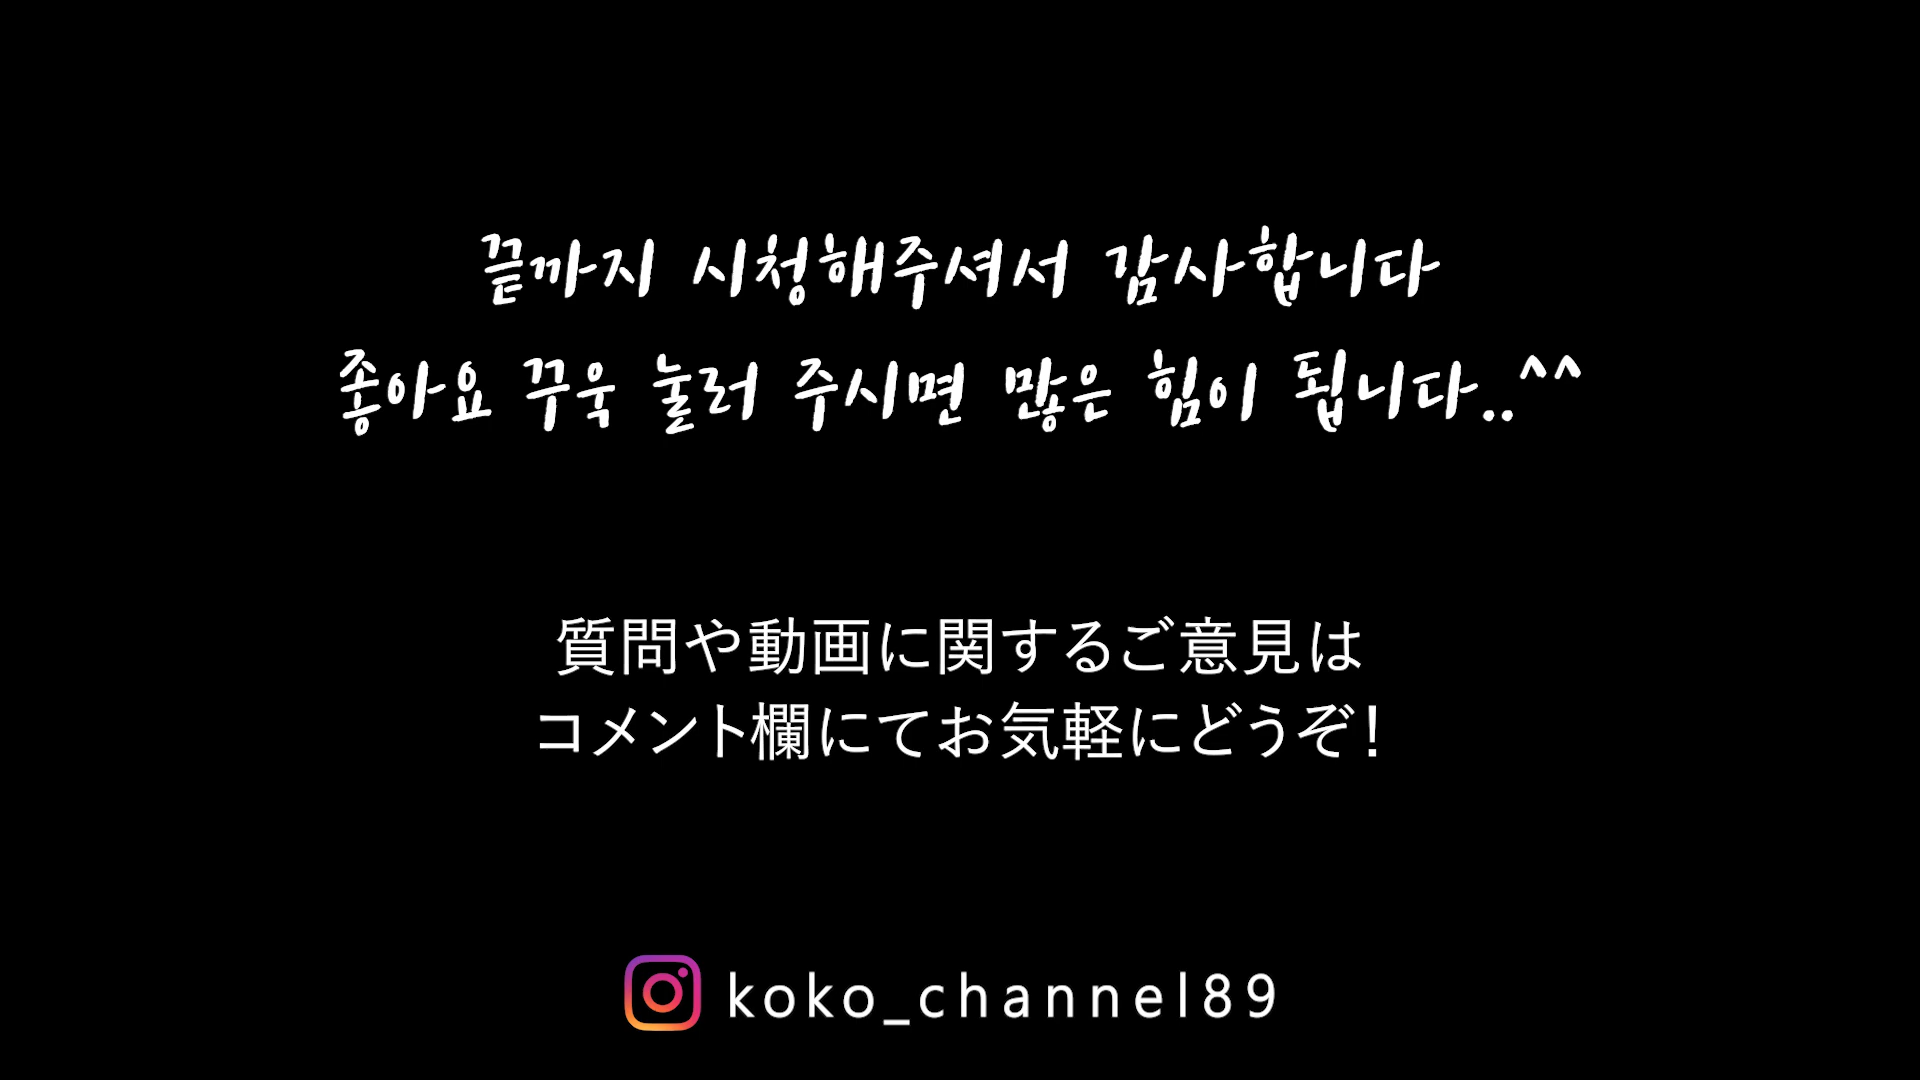 끝까지 시청해주셔서 감사합니다
좋아요 꾸욱 눌러 주시면 많은 힘이 됩니다..^^
質問や動画に関するご意見は
コメント欄にてお気軽にどうぞ!
koko_channel89